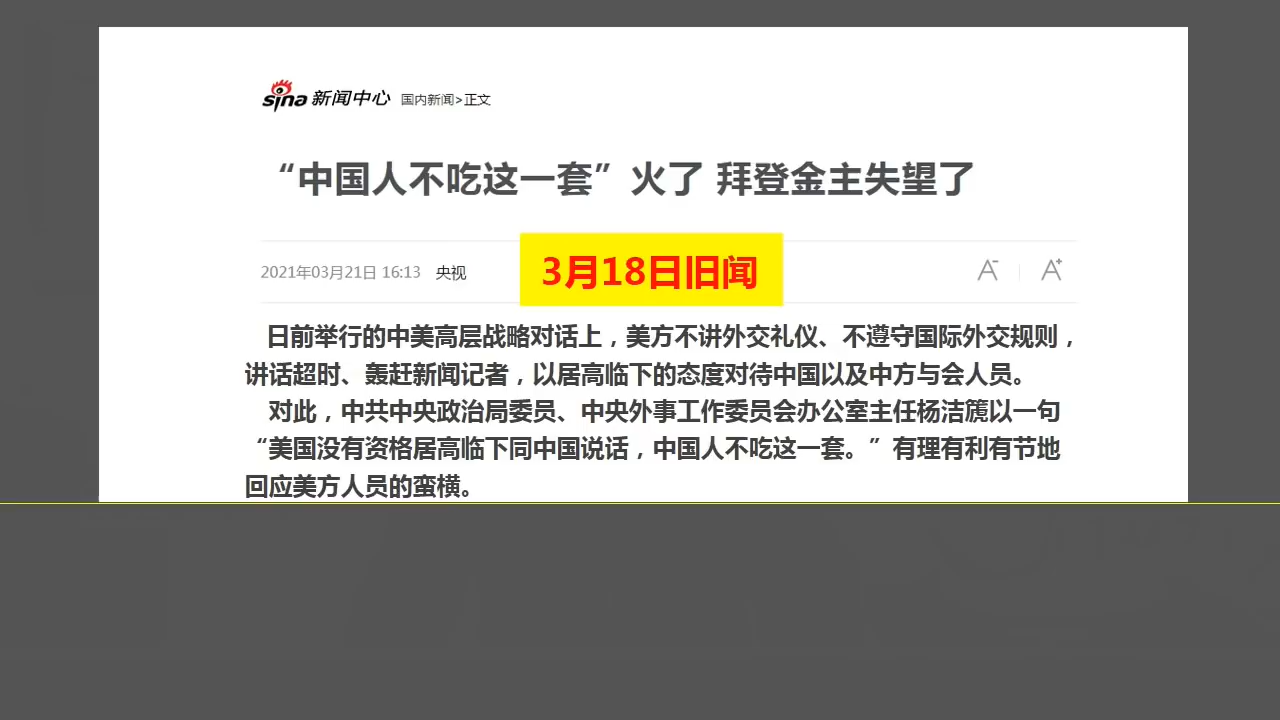 sina 新闻中心 国内新闻>正文
“中国人不吃这一套”火了 拜登金主失望了
2021年03月21日 16:13 央视
3月18日旧闻
A- A+
日前举行的中美高层战略对话上，美方不讲外交礼仪、不遵守国际外交规则，
讲话超时、轰赶新闻记者，以居高临下的态度对待中国以及中方与会人员。
对此，中共中央政治局委员、中央外事工作委员会办公室主任杨洁篪以一句
“美国没有资格居高临下同中国说话，中国人不吃这一套。”有理有利有节地
回应美方人员的蛮横。